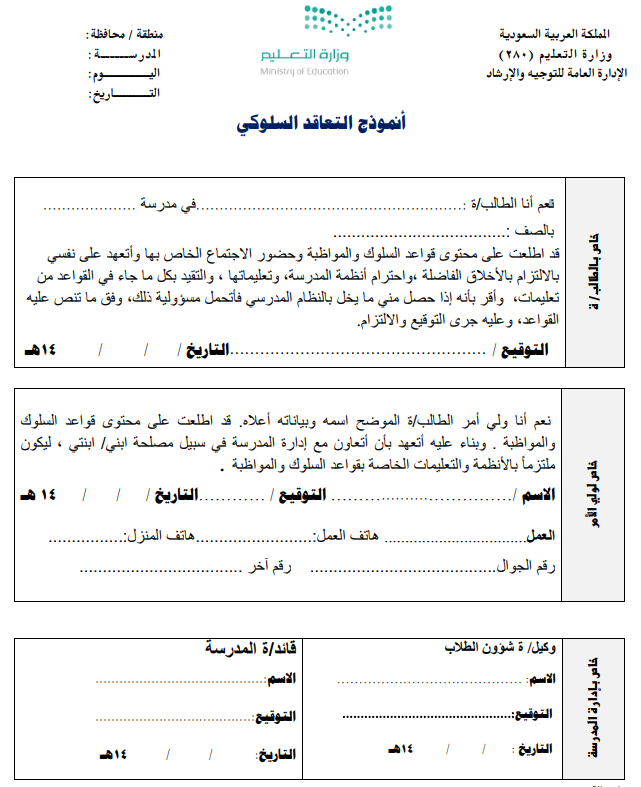 المملكة العربية السعودية
وزارة التعليم (٢٨٠)
الإدارة العامة للتوجيه والإرشاد
وزارة التعـــليم
Ministry of Education
منطقة / محافظة:
المدرســــــة:
اليـــــــــوم:
التــــــــاريخ:
أنموذج التعاقد السلوكي
خاص بالطالب/ ة
نعم أنا الطالب/ة :......................................................في مدرسة ....................
بالصف :......................................
قد اطلعت على محتوى قواعد السلوك والمواظبة وحضور الاجتماع الخاص بها وأتعهد على نفسي
بالالتزام بالأخلاق الفاضلة ،واحترام أنظمة المدرسة، وتعليماتها ، والتقيد بكل ما جاء في القواعد من
تعليمات، وأقر بأنه إذا حصل مني ما يخل بالنظام المدرسي فأتحمل مسؤولية ذلك، وفق ما تنص عليه
القواعد، وعليه جرى التوقيع والالتزام.
التوقيع / ................................................التاريخ / / / ١٤هـ
خاص لولي الأمر
نعم أنا ولي أمر الطالب/ة الموضح اسمه وبياناته أعلاه. قد اطلعت على محتوى قواعد السلوك
والمواظبة . وبناء عليه أتعهد بأن أتعاون مع إدارة المدرسة في سبيل مصلحة ابني/ ابنتي ، ليكون
ملتزماً بالأنظمة والتعليمات الخاصة بقواعد السلوك والمواظبة .
الاسم /................................... التوقيع / ............التاريخ / / / ١٤ هـ
العمل................................. هاتف العمل:.........................هاتف المنزل:................
رقم الجوال........................................ رقم آخر ...................................
خاص بإدارة المدرسة
وكيل/ ة شؤون الطلاب
الاسم: ........................................
التوقيع:............................................
التاريخ : / / ١٤هـ
قائد/ة المدرسة
الاسم:........................................
التوقيع:.....................................
التاريخ: / / ١٤هـ